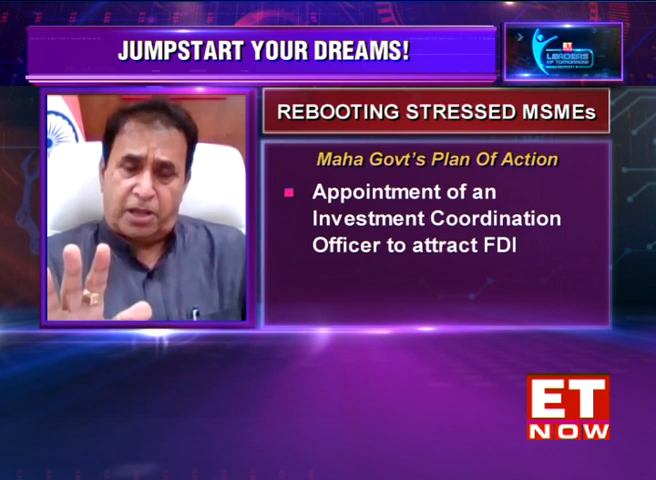 JUMPSTART YOUR DREAMS!
ET
LEADERS
OF TOMORROW
REBOOTING STRESSED MSMEs
Maha Govt's Plan Of Action
Appointment of an
Investment Coordination
Officer to attract FDI
ET
NOW